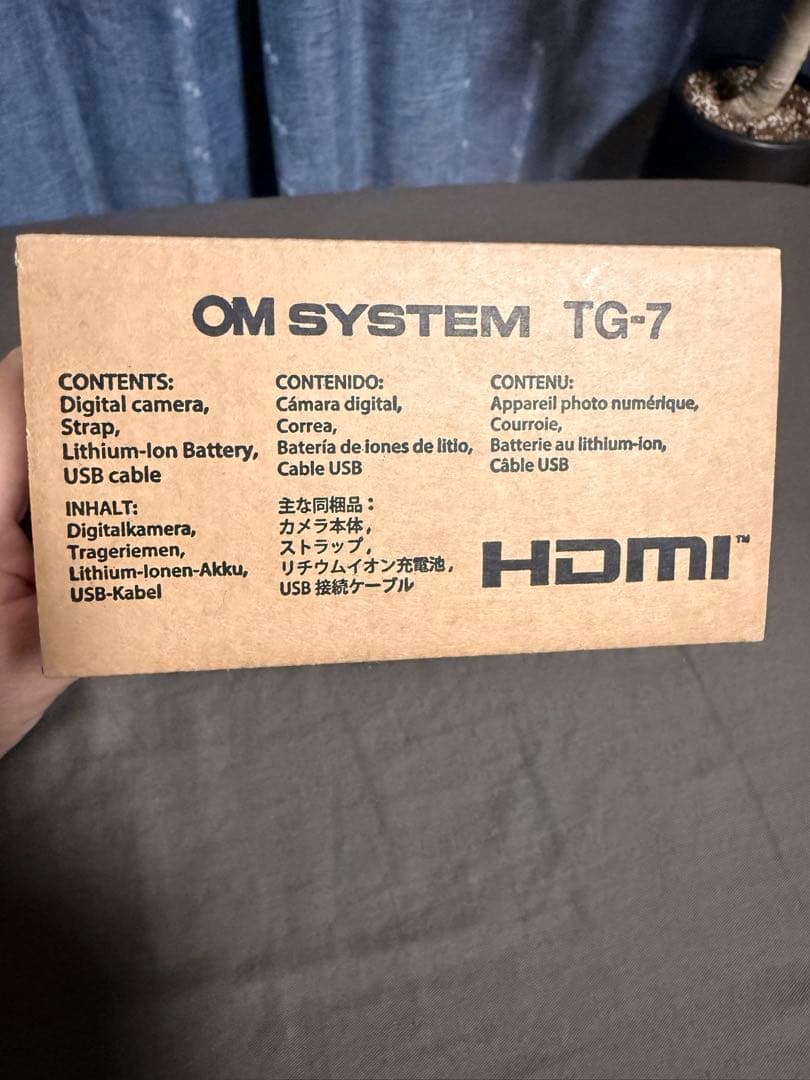 OM SYSTEM TG-7
CONTENTS:
Digital camera,
Strap,
Lithium-Ion Battery,
USB cable
CONTENIDO:
Cámara digital,
Correa,
Batería de iones de litio,
Cable USB
CONTENU:
Appareil photo numérique,
Courroie,
Batterie au lithium-ion,
Câble USB
INHALT:
Digitalkamera,
Trageriemen,
Lithium-Ionen-Akku,
USB-Kabel
主な同梱品：
カメラ本体,
ストラップ,
リチウムイオン充電池,
USB 接続ケーブル
HDMI™